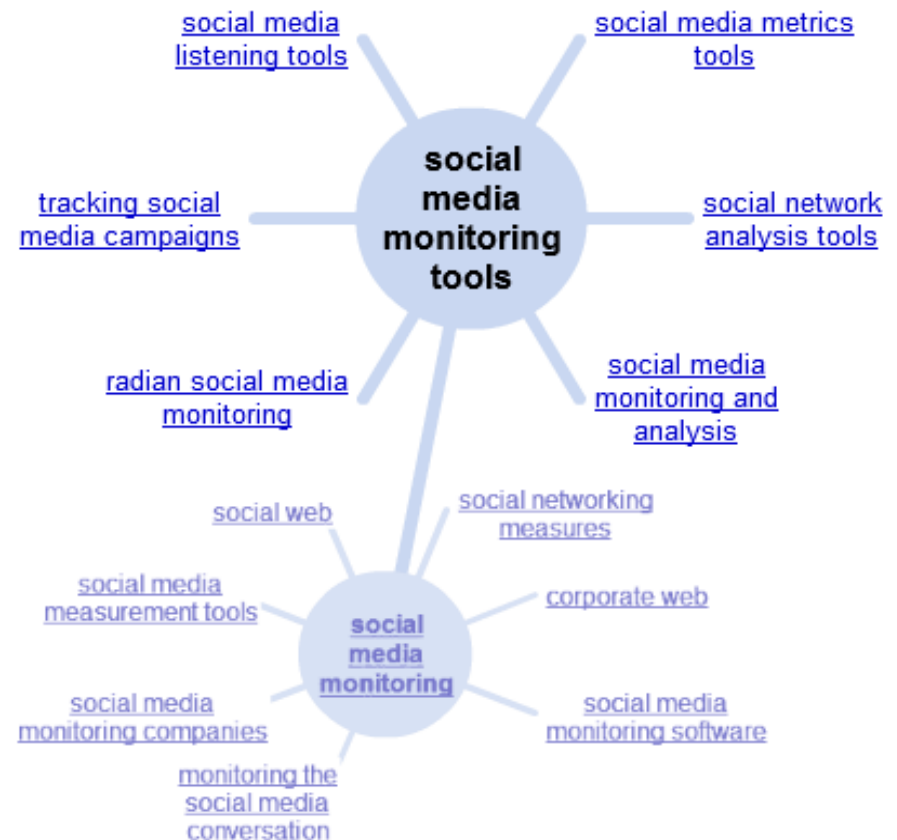 social media
listening tools
social media metrics
tools
social
media
monitoring
tools
tracking social
media campaigns
social network
analysis tools
radian social media
monitoring
social media
monitoring and
analysis
social web
social networking
measures
social media
measurement tools
corporate web
social
media
monitoring
social media
monitoring companies
social media
monitoring software
monitoring the
social media
conversation